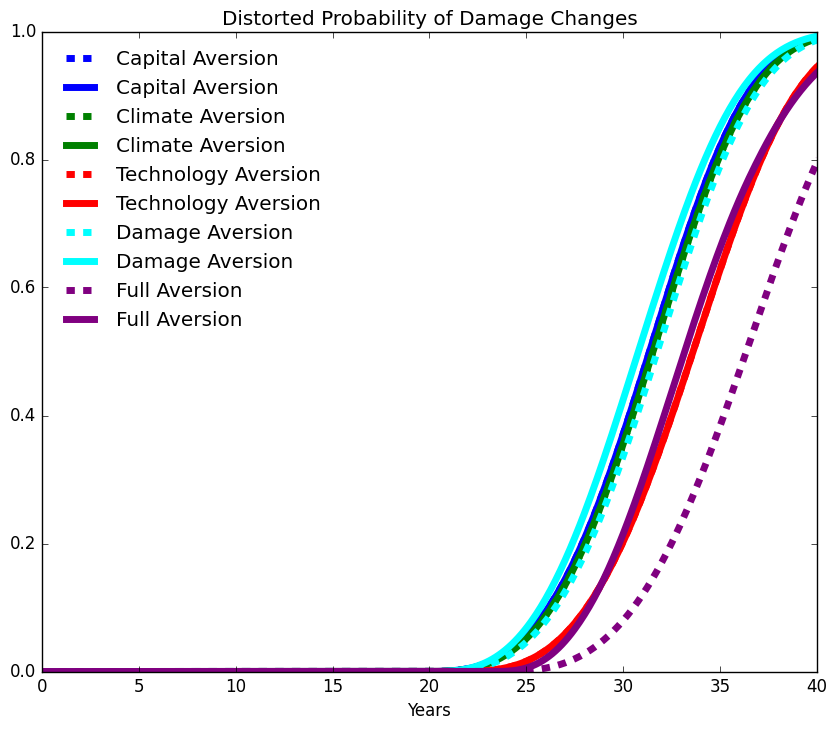 Distorted Probability of Damage Changes
1.0
Capital Aversion
Capital Aversion
Climate Aversion
Climate Aversion
0.8
Technology Aversion
Technology Aversion
Damage Aversion
Damage Aversion
Full Aversion
0.6
Full Aversion
0.4
0.2
0.0
0 5 10 15 20 25 30 35 40
Years